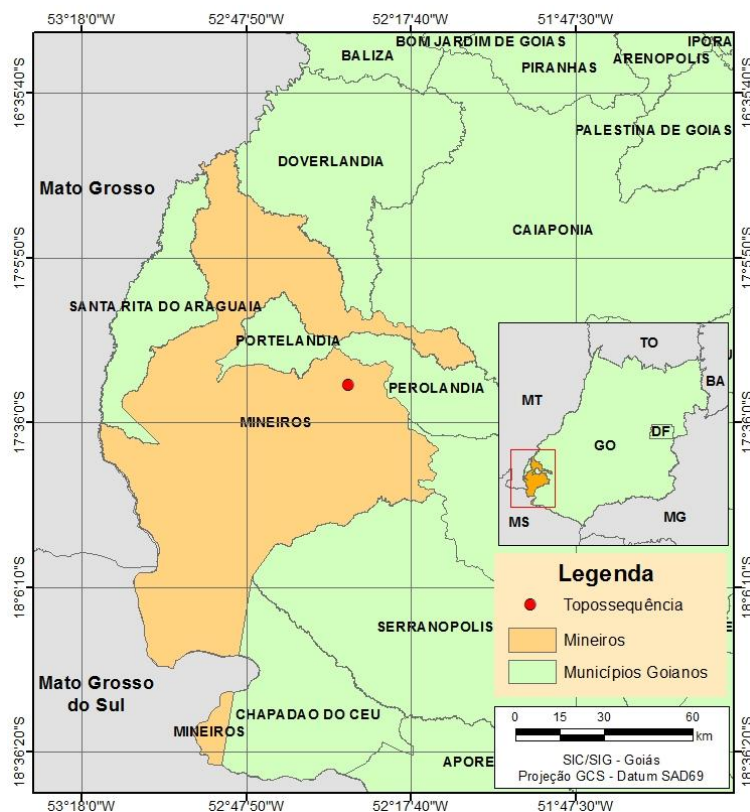 53°18'0"W
52°47'50"W
52°17'40"W
51°47'30"W
16°35'40"S
17°5'50"S
17°36'0"S
18°6'10"S
18°36'20"S
16°35'40"S
17°5'50"S
17°36'0"S
18°6'10"S
18°36'20"S
BALIZA
BOM JARDIM DE GOIAS
PIRANHAS
ARENOPOLIS
IPORA
PALESTINA DE GOIAS
DOVERLANDIA
Mato Grosso
CAIAPONIA
SANTA RITA DO ARAGUAIA
PORTELANDIA
PEROLANDIA
MINEIROS
TO
MT
BA
DF
GO
MS
MG
SERRANOPOLIS
Mato Grosso
do Sul
MINEIROS
CHAPADAO DO CEU
APORE
Legenda
Topossequência
Mineiros
Municípios Goianos
0 15 30 60
km
SIC/SIG - Goiás
Projeção GCS - Datum SAD69
53°18'0"W
52°47'50"W
52°17'40"W
51°47'30"W